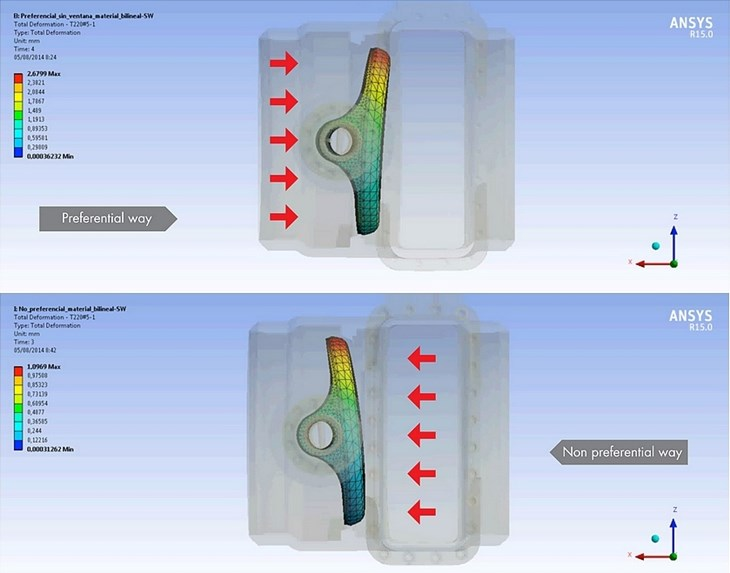 B: Preferencial_sin_ventana_material_bilineal-SW
Total Deformation - T220#5-1
Type: Total Deformation
Unit: mm
Time: 4
05/08/2014 8:24
2,6799 Max
2,3821
2,0844
1,7867
1,489
1,1913
0,89353
0,59581
0,29809
0,00036232 Min
ANSYS
R15.0
Preferential way
Z
X
I: No_preferencial_material_bilineal-SW
Total Deformation - T220#5-1
Type: Total Deformation
Unit: mm
Time: 3
05/08/2014 8:42
1,0969 Max
0,97508
0,85323
0,73139
0,60954
0,4877
0,36585
0,244
0,12216
0,00031262 Min
ANSYS
R15.0
Non preferential way
Z
X